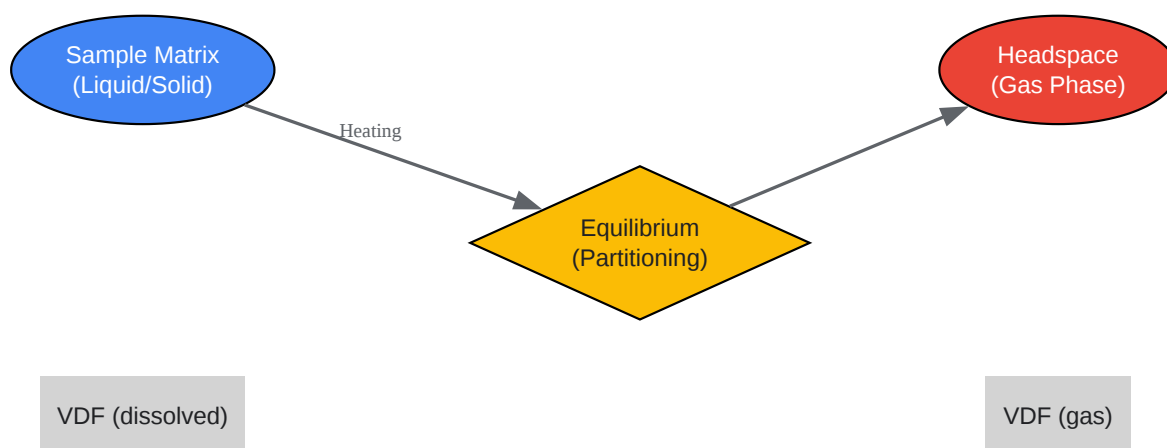 Sample Matrix
(Liquid/Solid)
Headspace
(Gas Phase)
Heating
Equilibrium
(Partitioning)
VDF (dissolved)
VDF (gas)